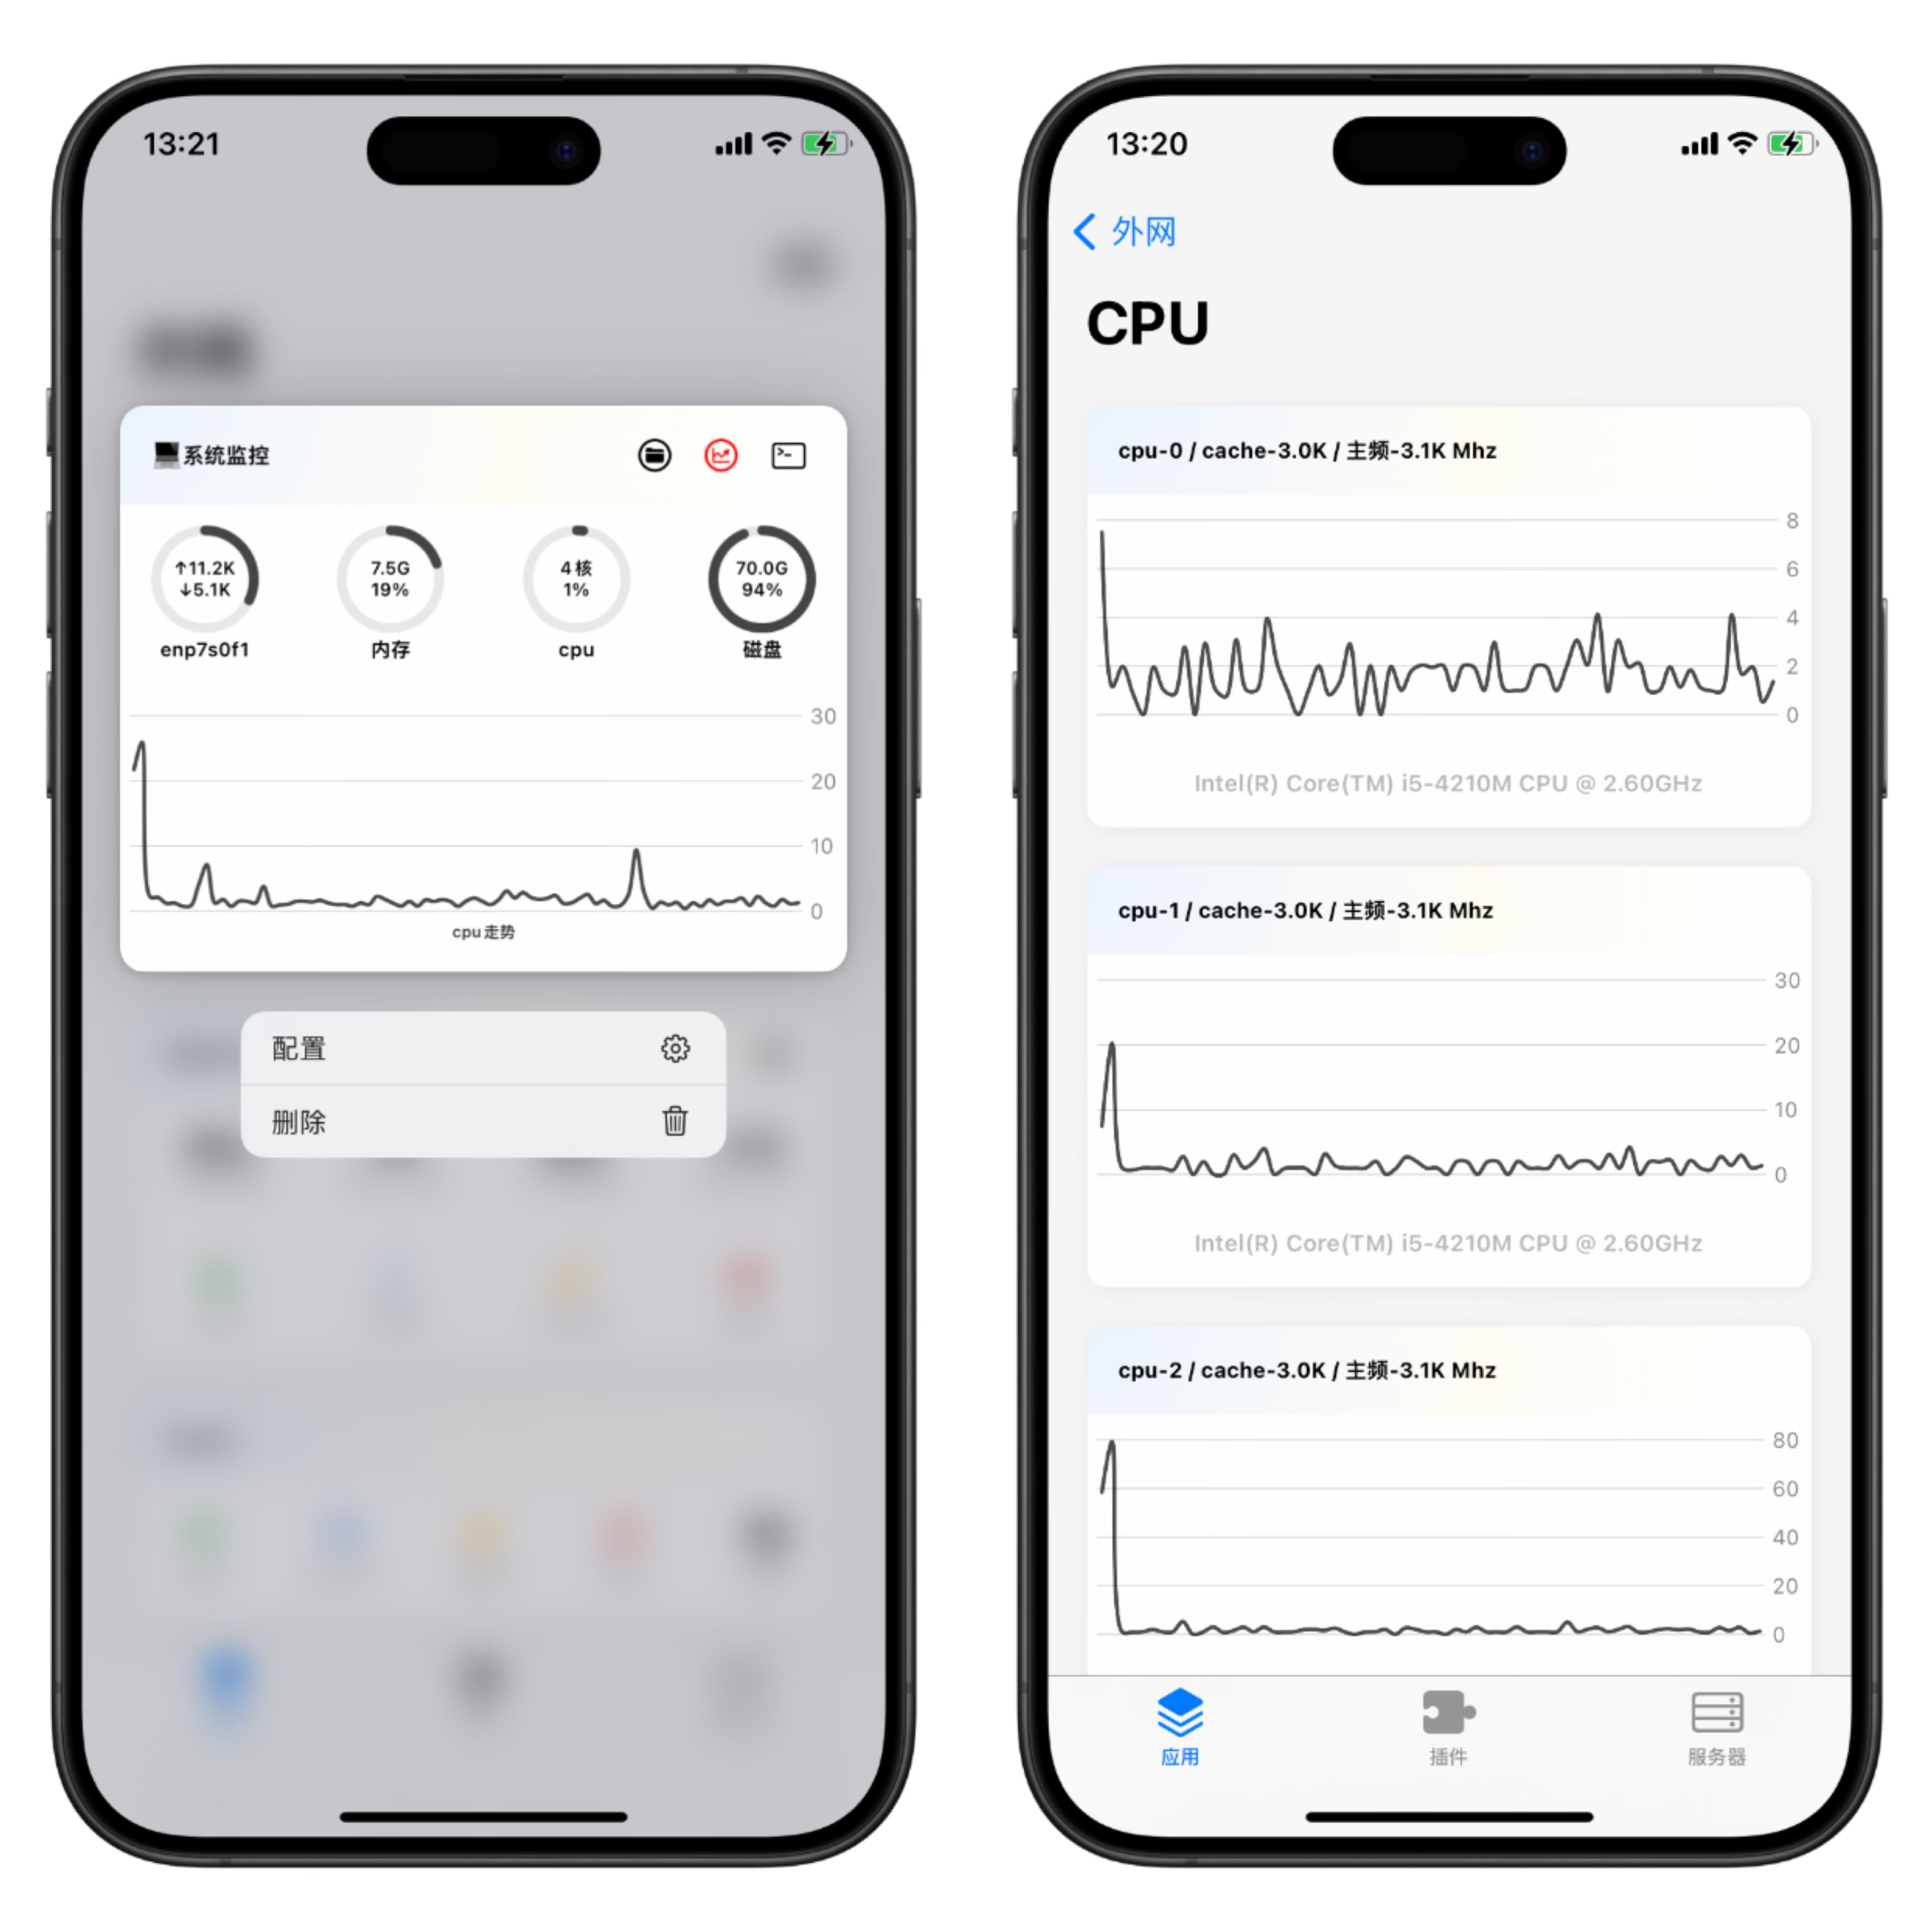 13:21
系统监控
↑11.2K
↓5.1K
enp7s0f1
7.5G
19%
内存
4核
1%
cpu
70.0G
94%
磁盘
30
20
10
0
cpu走势
配置
删除
13:20
外网
CPU
cpu-0 / cache-3.0K / 主频-3.1K Mhz
8
6
4
2
0
Intel(R) Core(TM) i5-4210M CPU @ 2.60GHz
cpu-1 / cache-3.0K / 主频-3.1K Mhz
30
20
10
0
Intel(R) Core(TM) i5-4210M CPU @ 2.60GHz
cpu-2 / cache-3.0K / 主频-3.1K Mhz
80
60
40
20
0
应用
插件
服务器